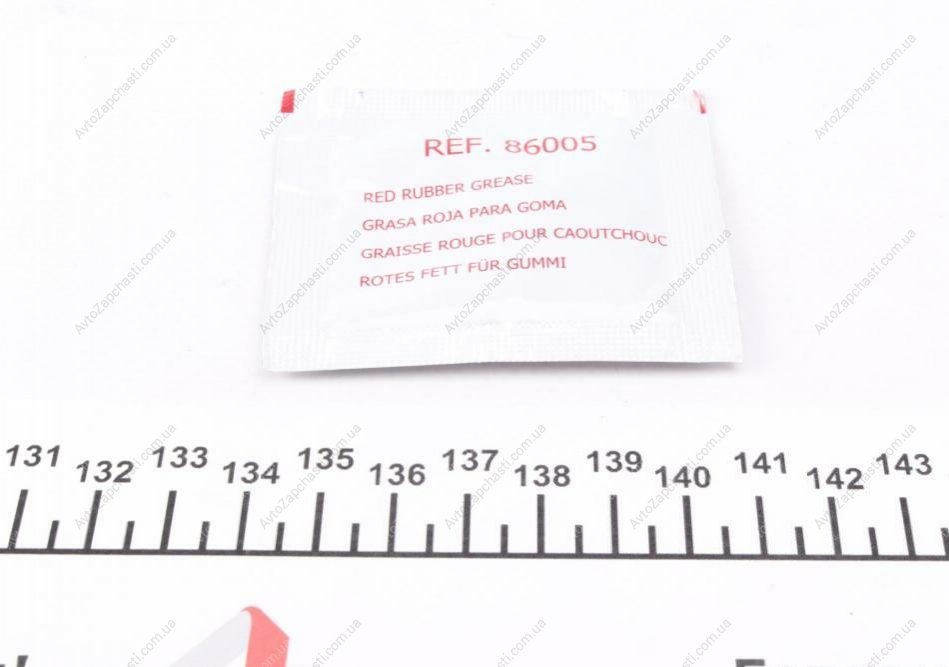 REF. 86005
RED RUBBER GREASE
GRASA ROJA PARA GOMA
GRAISSE ROUGE POUR CAOUTCHOUC
ROTES FETT FÜR GUMMI
131 132 133 134 135 136 137 138 139 140 141 142 143
AvtoZapchasti.com.ua